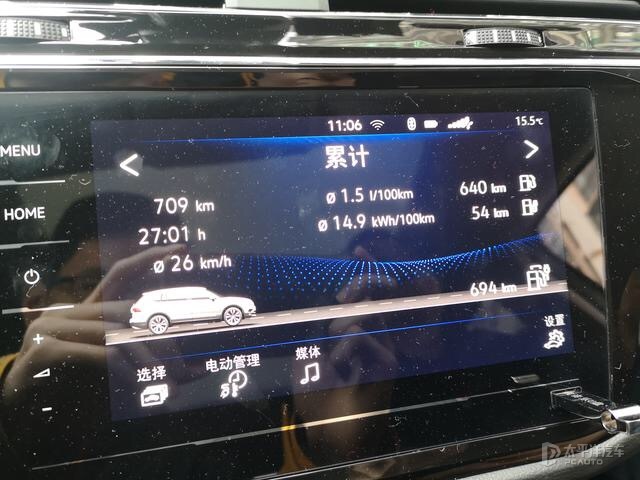 11:06
15.5℃
MENU
累计
HOME
709 km
ø 1.5 l/100km
640 km
27:01 h
ø 14.9 kWh/100km
54 km
ø 26 km/h
694 km
选择
电动管理
媒体
设置
+
-
太平洋汽车
PCAUTO